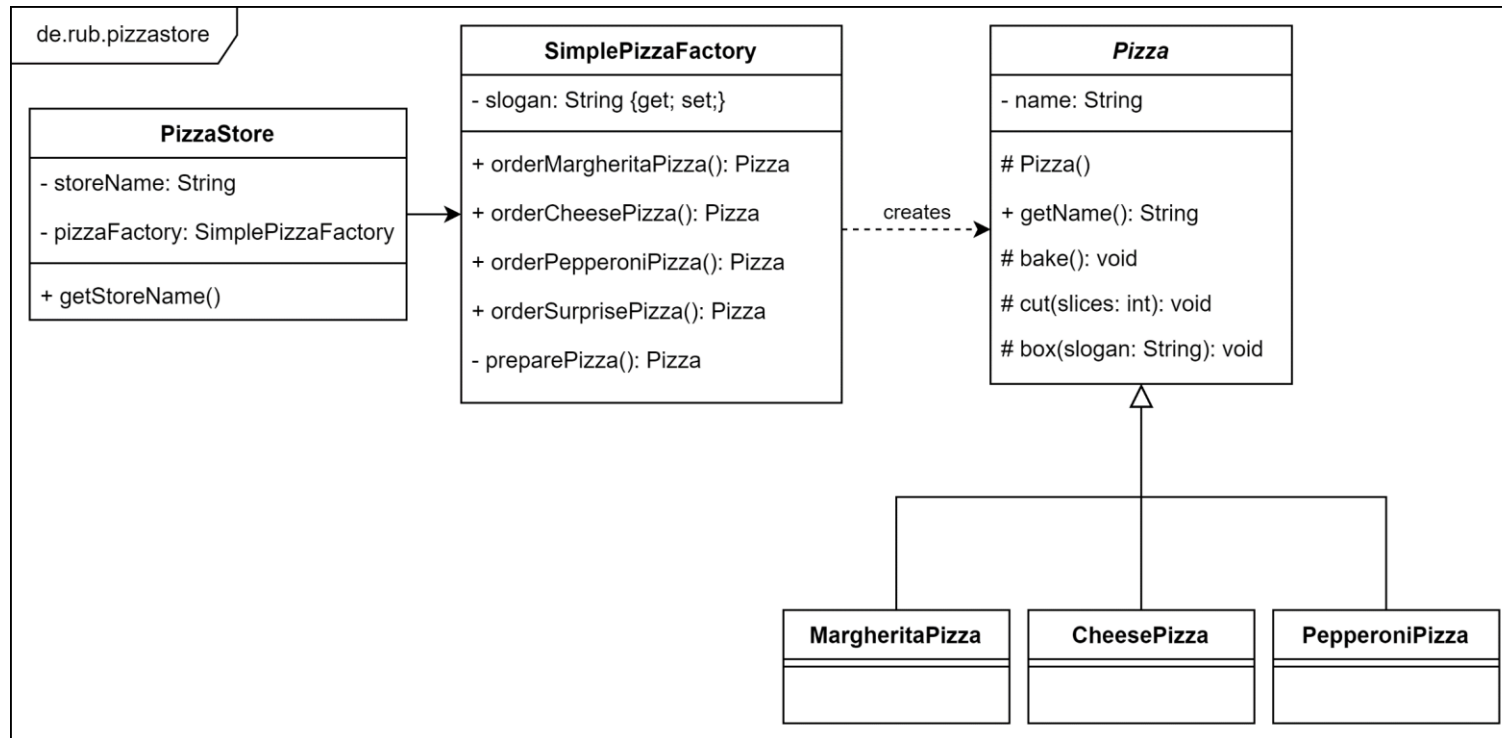 de.rub.pizzastore
PizzaStore
- storeName: String
- pizzaFactory: SimplePizzaFactory
+ getStoreName()
SimplePizzaFactory
- slogan: String {get; set;}
+ orderMargheritaPizza(): Pizza
+ orderCheesePizza(): Pizza
+ orderPepperoniPizza(): Pizza
+ orderSurprisePizza(): Pizza
- preparePizza(): Pizza
creates
Pizza
- name: String
# Pizza()
+ getName(): String
# bake(): void
# cut(slices: int): void
# box(slogan: String): void
MargheritaPizza
CheesePizza
PepperoniPizza